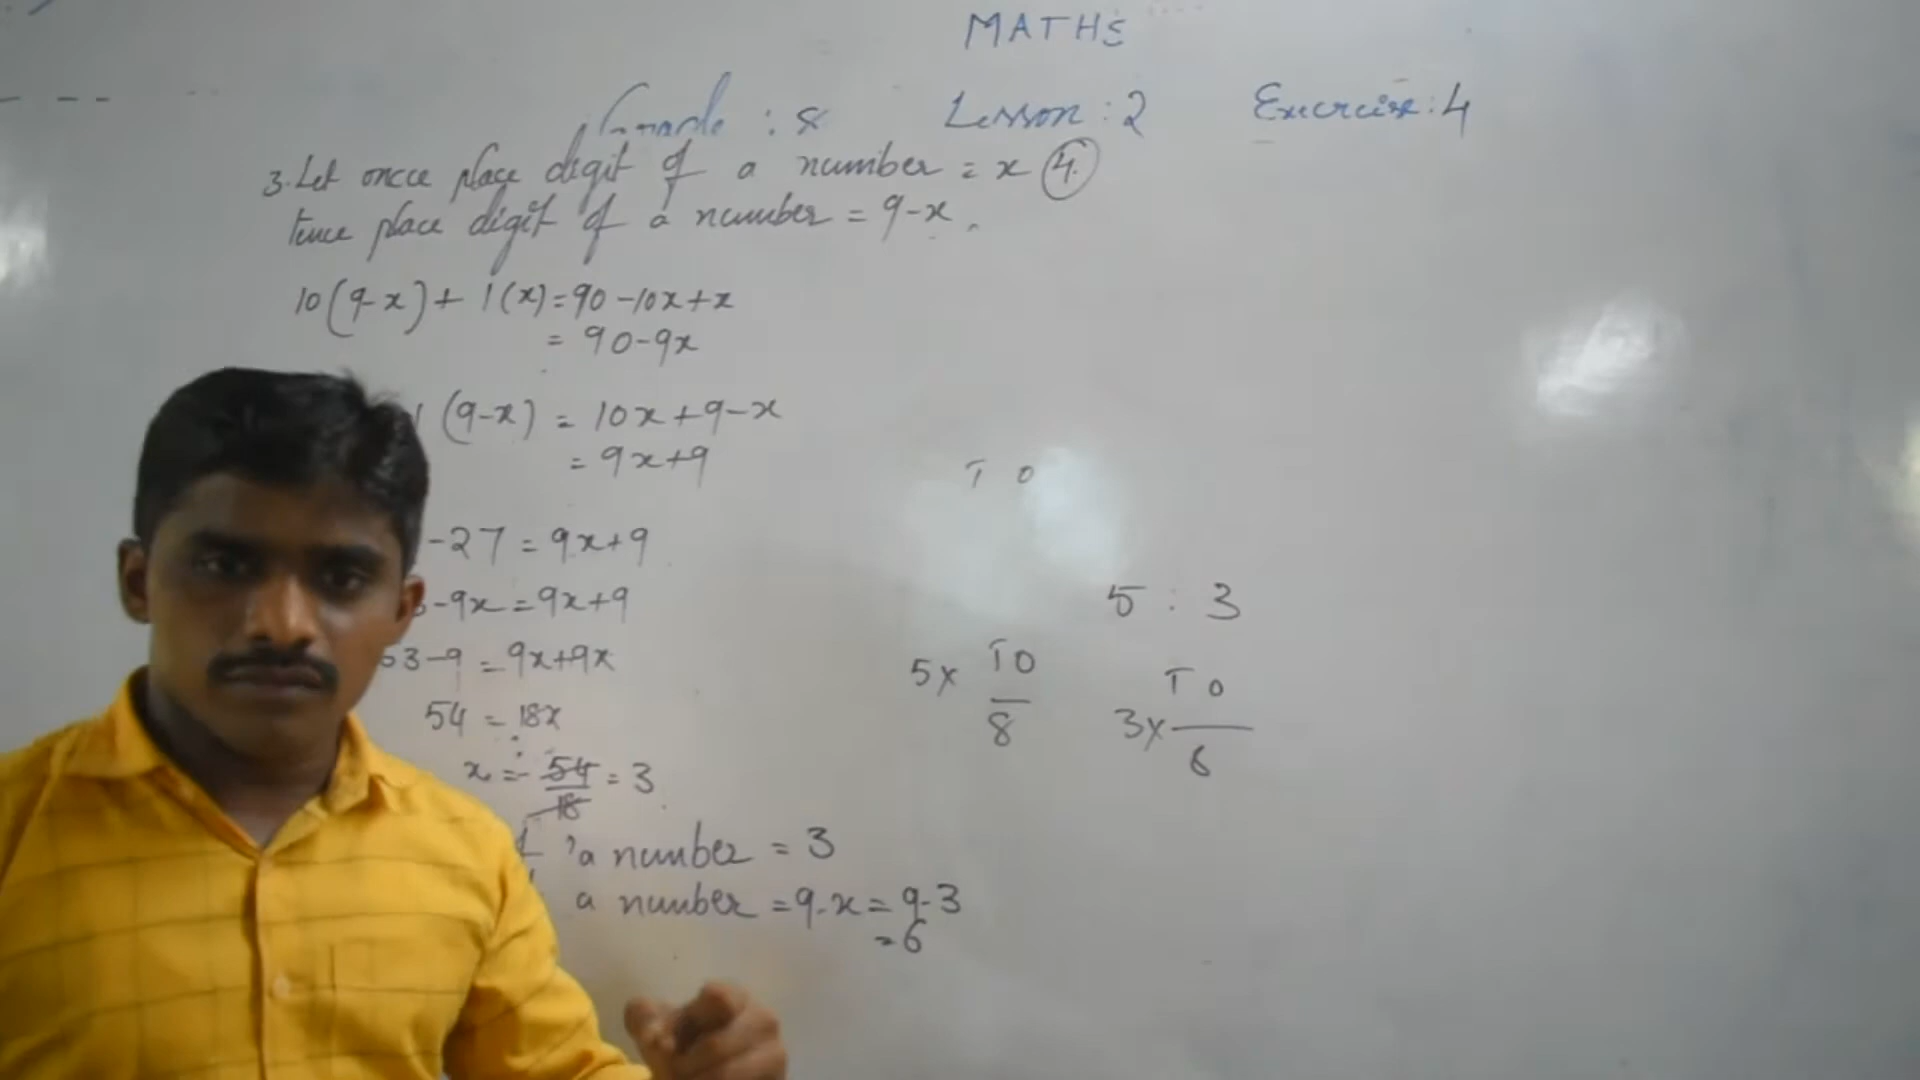 MATHS
Grade : 8 Lesson : 2 Exercise : 4
3. Let once place digit of a number = x (4.)
tence place digit of a number = 9-x.
10(9-x)+ 1(x)=90-10x+x
= 90-9x
(9-x) = 10x+9-x
= 9x+9
T O
-27 = 9x+9
-9x = 9x+9
5 : 3
63-9 = 9x+9x
5x TO/8
3x TO/6
54 = 18x
x = 54/18 = 3
a number = 3
a number = 9-x = 9-3
= 6